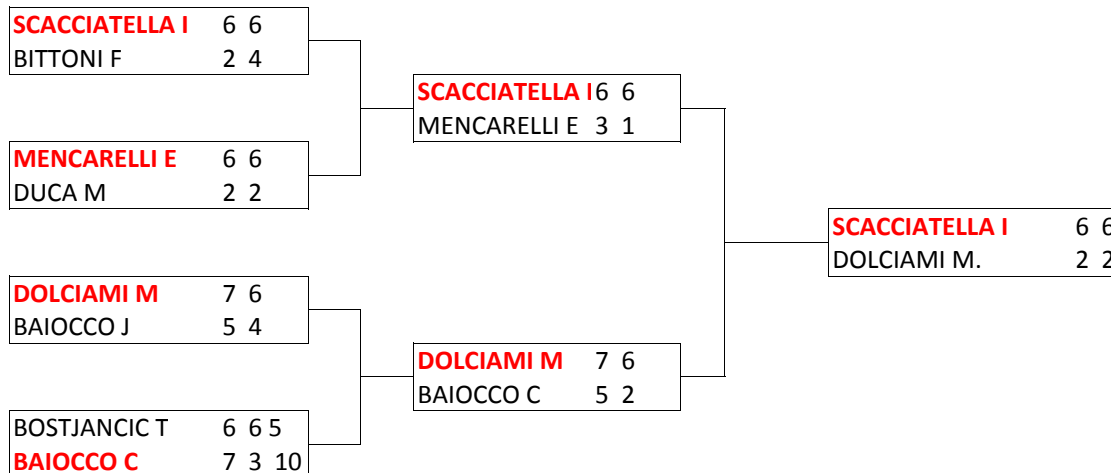 SCACCIATELLA I 6 6
BITTONI F 2 4
SCACCIATELLA I 6 6
MENCARELLI E 3 1
MENCARELLI E 6 6
DUCA M 2 2
SCACCIATELLA I 6 6
DOLCIAMI M. 2 2
DOLCIAMI M 7 6
BAIOCCO J 5 4
DOLCIAMI M 7 6
BAIOCCO C 5 2
BOSTJANCIC T 6 6 5
BAIOCCO C 7 3 10